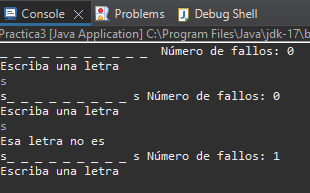 Console Problems Debug Shell
Practica3 [Java Application] C:\Program Files\Java\jdk-17\b
_ _ _ _ _ _ _ _ _ _ _ Número de fallos: 0
Escriba una letra
s
s_ _ _ _ _ _ _ _ _ s Número de fallos: 0
Escriba una letra
s
Esa letra no es
s_ _ _ _ _ _ _ _ _ s Número de fallos: 1
Escriba una letra